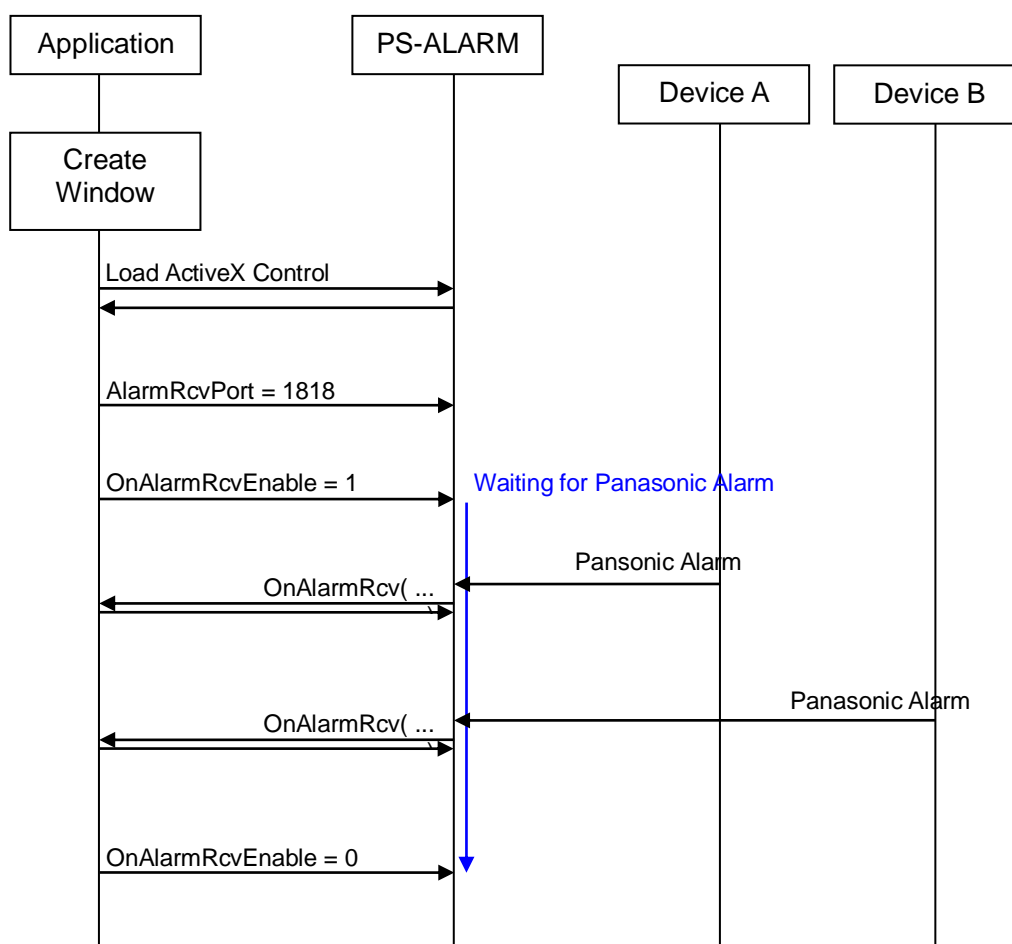 Application
PS-ALARM
Device A
Device B
Create
Window
Load ActiveX Control
AlarmRcvPort = 1818
OnAlarmRcvEnable = 1
Waiting for Panasonic Alarm
Pansonic Alarm
OnAlarmRcv( ...
Panasonic Alarm
OnAlarmRcv( ...
OnAlarmRcvEnable = 0